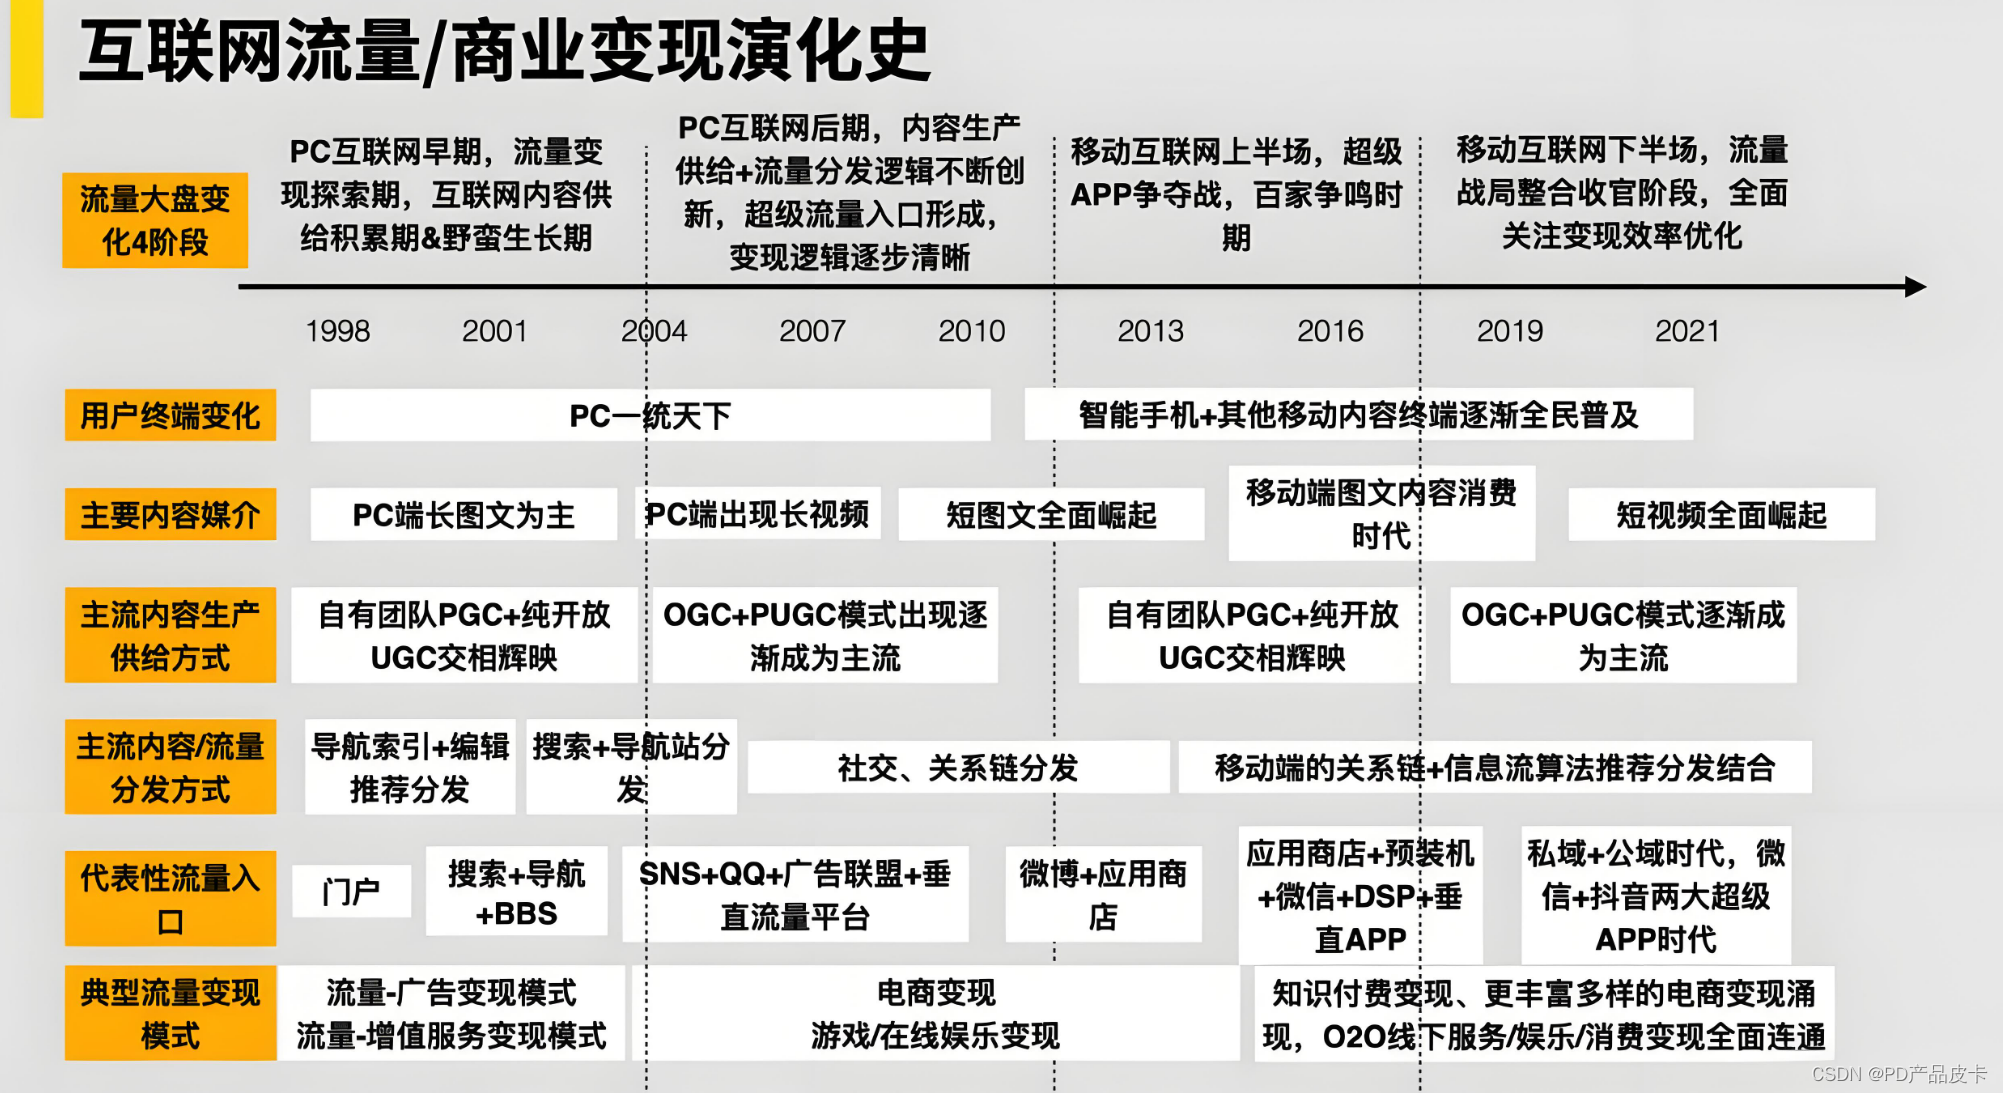 互联网流量/商业变现演化史
流量大盘变
化4阶段
PC互联网早期，流量变
现探索期，互联网内容供
给积累期&野蛮生长期
PC互联网后期，内容生产
供给+流量分发逻辑不断创
新，超级流量入口形成，
变现逻辑逐步清晰
移动互联网上半场，超级
APP争夺战，百家争鸣时
期
移动互联网下半场，流量
战局整合收官阶段，全面
关注变现效率优化
1998
2001
2004
2007
2010
2013
2016
2019
2021
用户终端变化
PC一统天下
智能手机+其他移动内容终端逐渐全民普及
主要内容媒介
PC端长图文为主
PC端出现长视频
短图文全面崛起
移动端图文内容消费
时代
短视频全面崛起
主流内容生产
供给方式
自有团队PGC+纯开放
UGC交相辉映
OGC+PUGC模式出现逐
渐成为主流
自有团队PGC+纯开放
UGC交相辉映
OGC+PUGC模式逐渐成
为主流
主流内容/流量
分发方式
导航索引+编辑
推荐分发
搜索+导航站分
发
社交、关系链分发
移动端的关系链+信息流算法推荐分发结合
代表性流量入
口
门户
搜索+导航
+BBS
SNS+QQ+广告联盟+垂
直流量平台
微博+应用商
店
应用商店+预装机
+微信+DSP+垂
直APP
私域+公域时代，微
信+抖音两大超级
APP时代
典型流量变现
模式
流量-广告变现模式
流量-增值服务变现模式
电商变现
游戏/在线娱乐变现
知识付费变现、更丰富多样的电商变现涌
现，O2O线下服务/娱乐/消费变现全面连通
CSDN @PD产品皮卡